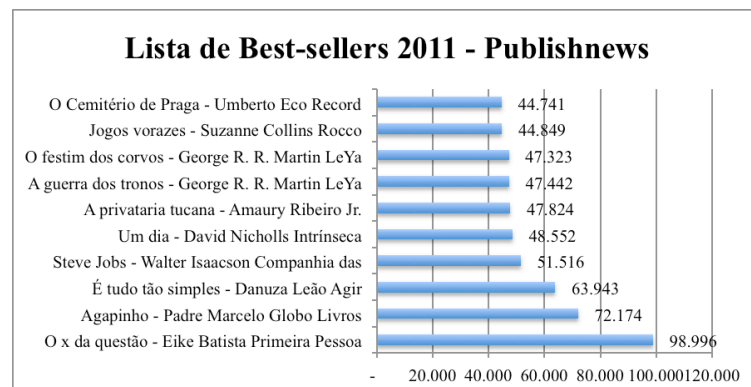 Lista de Best-sellers 2011 - Publishnews
O Cemitério de Praga - Umberto Eco Record
44.741
Jogos vorazes - Suzanne Collins Rocco
44.849
O festim dos corvos - George R. R. Martin LeYa
47.323
A guerra dos tronos - George R. R. Martin LeYa
47.442
A privataria tucana - Amaury Ribeiro Jr.
47.824
Um dia - David Nicholls Intrínseca
48.552
Steve Jobs - Walter Isaacson Companhia das
51.516
É tudo tão simples - Danuza Leão Agir
63.943
Agapinho - Padre Marcelo Globo Livros
72.174
O x da questão - Eike Batista Primeira Pessoa
98.996
- 20.000 40.000 60.000 80.000 100.000 120.000